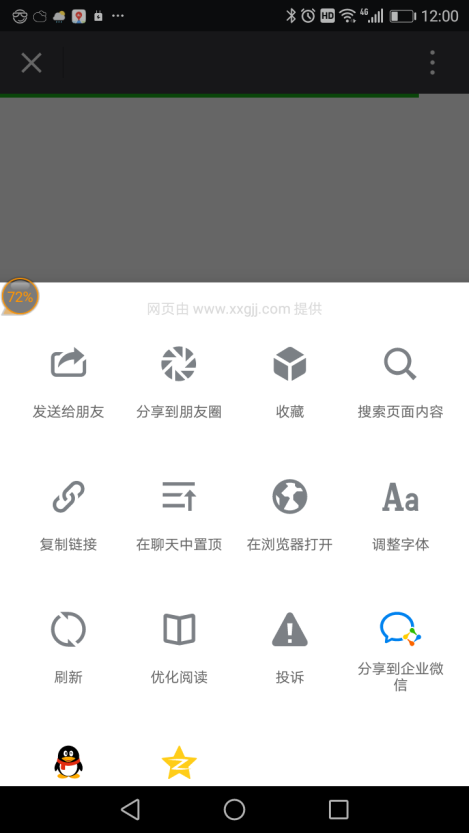 HD 4G 12:00
72%
网页由 www.xxgjj.com 提供
发送给朋友 分享到朋友圈 收藏 搜索页面内容
Aa
复制链接 在聊天中置顶 在浏览器打开 调整字体
刷新 优化阅读 投诉 分享到企业微
信